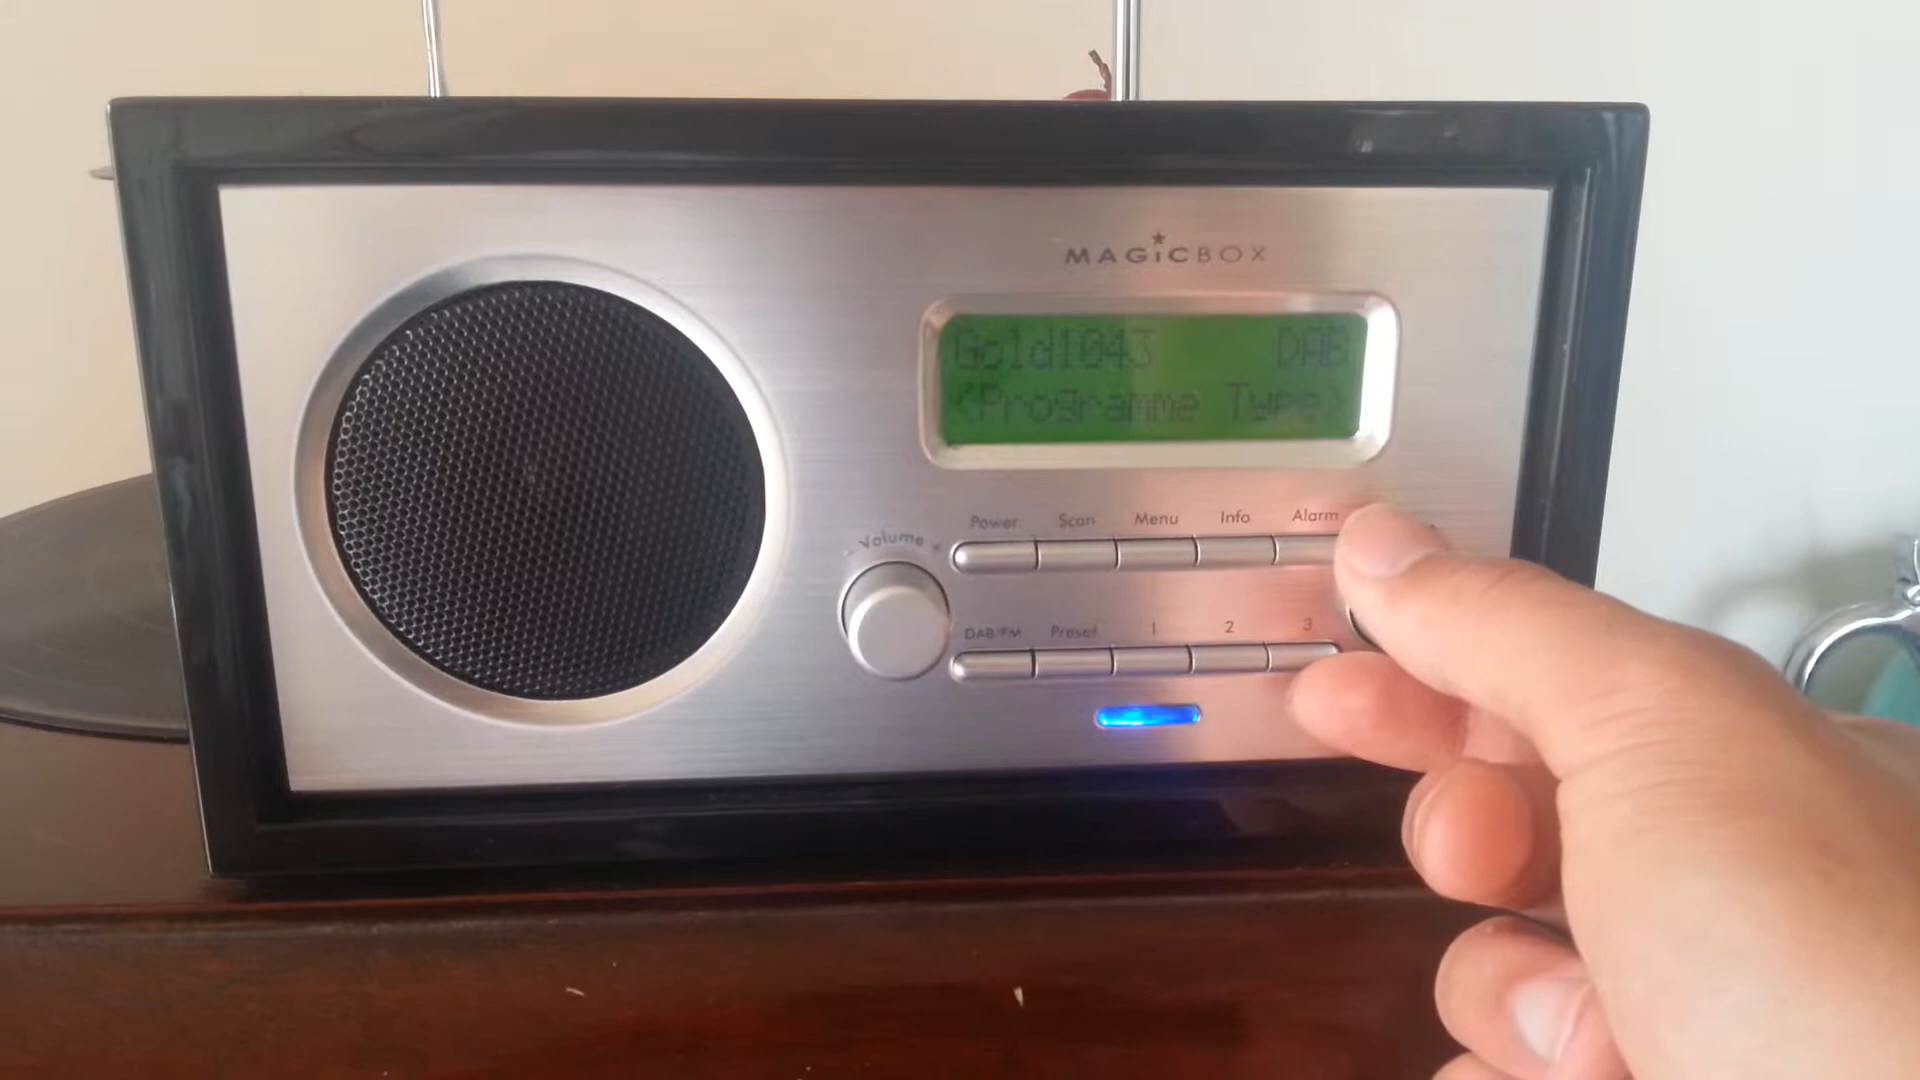 MAGiCBOX
Gold1043 DAB
<Programme Type>
Power Scan Menu Info Alarm
- Volume +
DAB/FM Preset 1 2 3